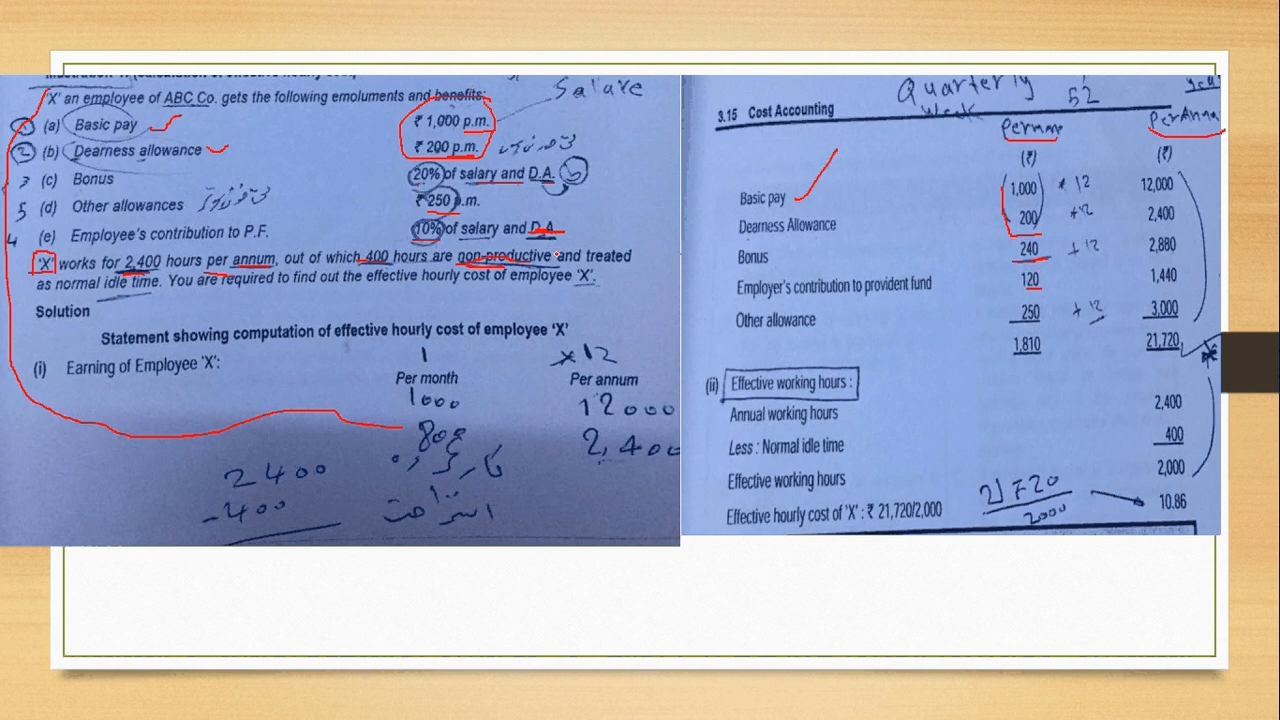 'X' an employee of ABC Co. gets the following emoluments and benefits:
Salare
(a) Basic pay ₹ 1,000 p.m.
(b) Dearness allowance ₹ 200 p.m.
(c) Bonus 20% of salary and D.A.
(d) Other allowances ₹ 250 p.m.
(e) Employee's contribution to P.F. 10% of salary and D.A.
'X' works for 2,400 hours per annum, out of which 400 hours are non-productive and treated
as normal idle time. You are required to find out the effective hourly cost of employee 'X'.
Solution
Statement showing computation of effective hourly cost of employee 'X'
(i) Earning of Employee 'X':
1 ×12
Per month Per annum
1000 12000
2,400
2400
-400
استراحت
Quarterly
Week 52
3.15 Cost Accounting
(₹) (₹)
Basic pay 1,000 × 12 12,000
Dearness Allowance 200 +12 2,400
Bonus 240 + 12 2,880
Employer's contribution to provident fund 120 1,440
Other allowance 250 + 12 3,000
1,810 21,720
(ii) Effective working hours :
Annual working hours 2,400
Less : Normal idle time 400
Effective working hours 2,000
Effective hourly cost of 'X' : ₹ 21,720/2,000 10.86
21720
2000